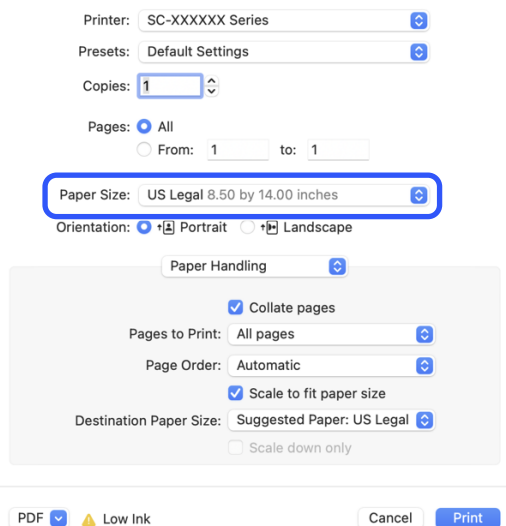 Printer: SC-XXXXXX Series
Presets: Default Settings
Copies: 1
Pages: All
From: 1 to: 1
Paper Size: US Legal 8.50 by 14.00 inches
Orientation: Portrait Landscape
Paper Handling
Collate pages
Pages to Print: All pages
Page Order: Automatic
Scale to fit paper size
Destination Paper Size: Suggested Paper: US Legal
Scale down only
PDF Low Ink Cancel Print